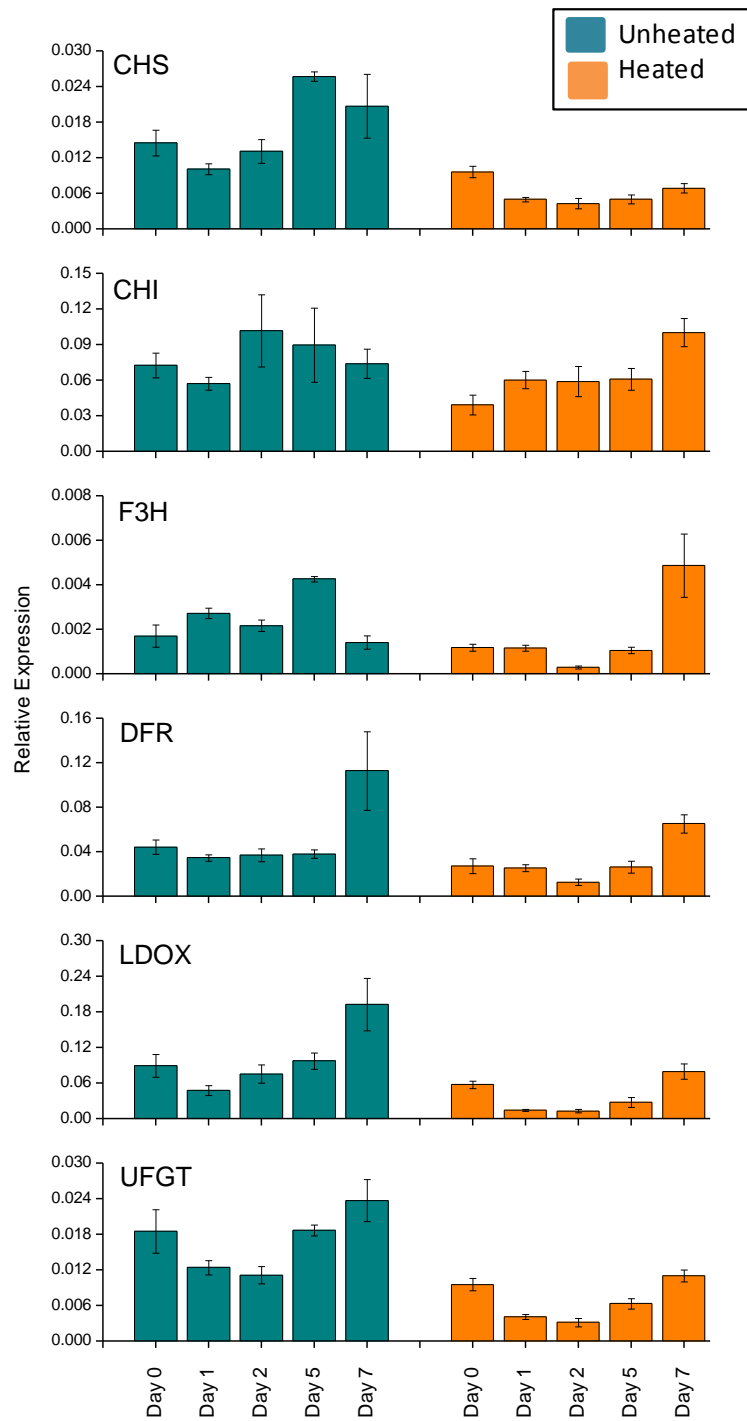 Unheated
Heated
Relative Expression
CHS
0.030
0.024
0.018
0.012
0.006
0.000
CHI
0.15
0.12
0.09
0.06
0.03
0.00
F3H
0.008
0.006
0.004
0.002
0.000
DFR
0.16
0.12
0.08
0.04
0.00
LDOX
0.30
0.24
0.18
0.12
0.06
0.00
UFGT
0.030
0.024
0.018
0.012
0.006
0.000
Day 0
Day 1
Day 2
Day 5
Day 7
Day 0
Day 1
Day 2
Day 5
Day 7